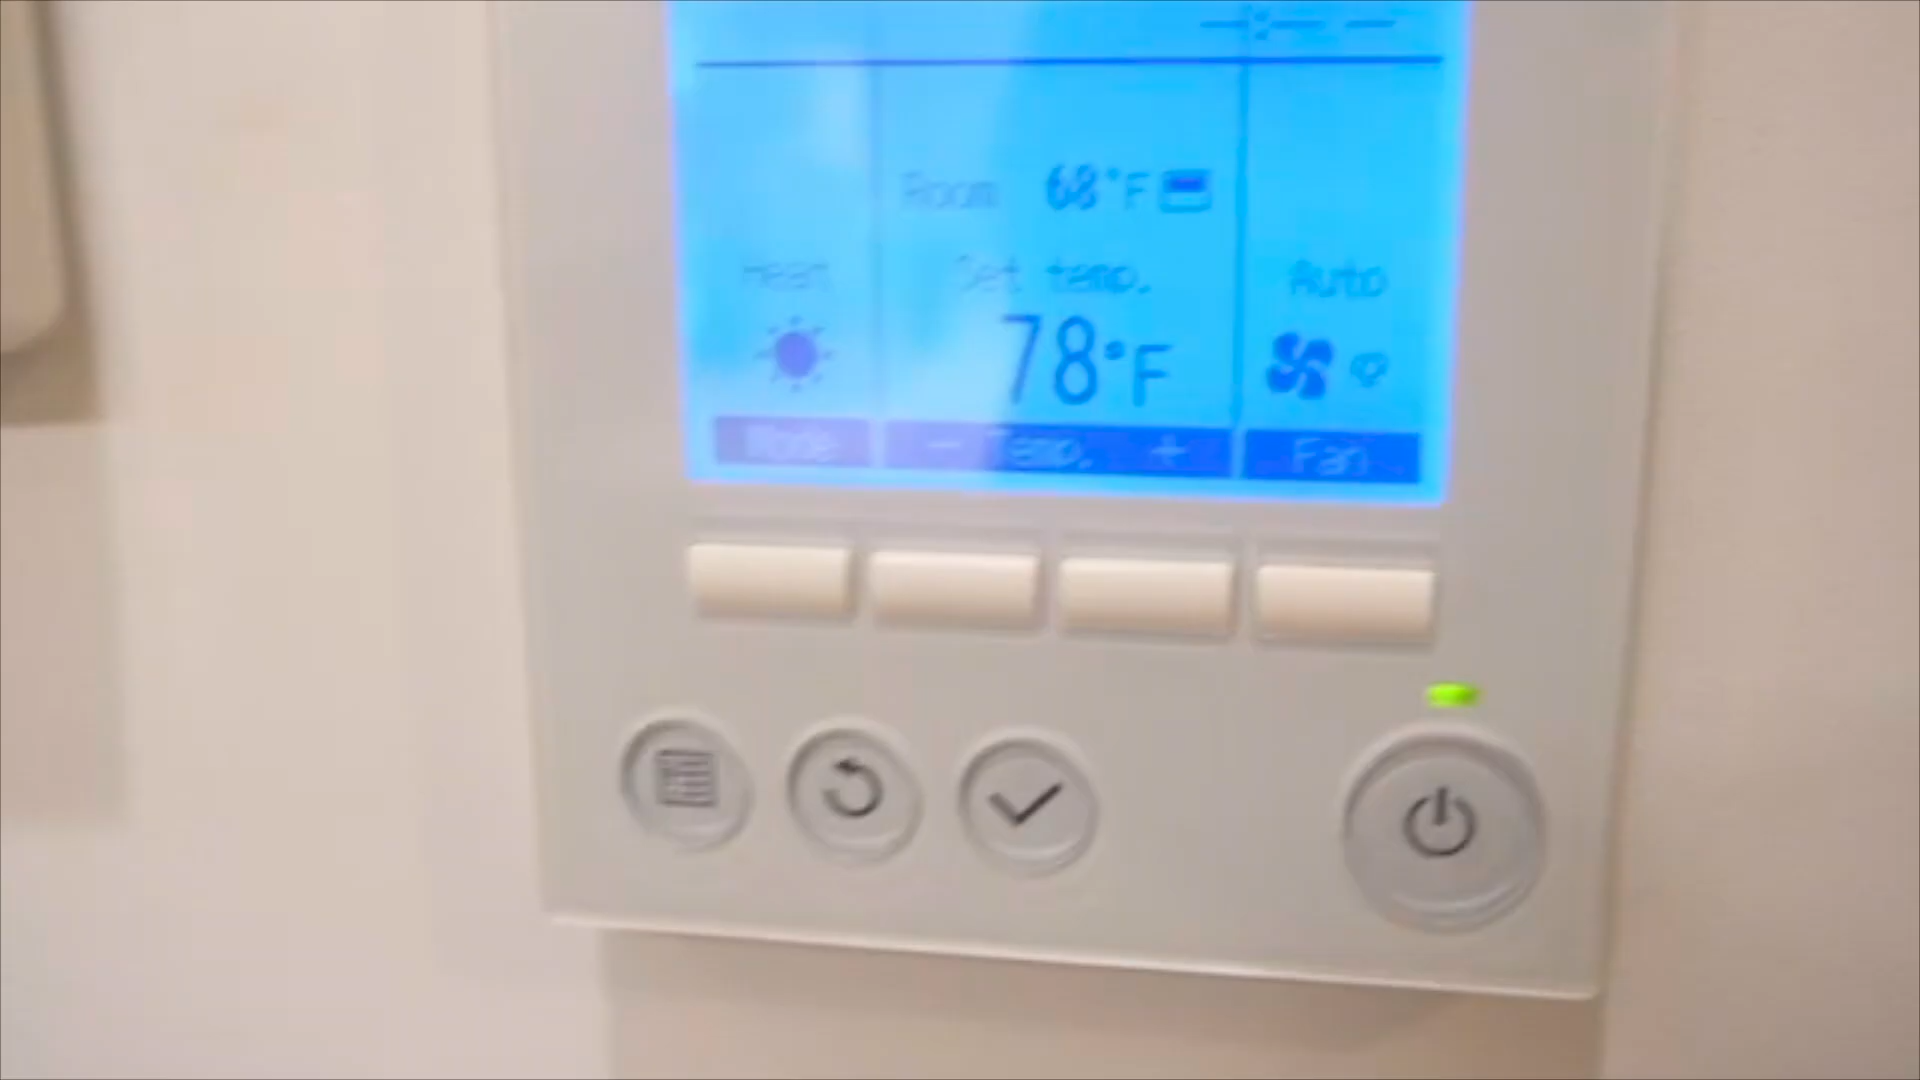 Room 68°F
Heat Set temp. Auto
78°F
Mode - Temp. + Fan